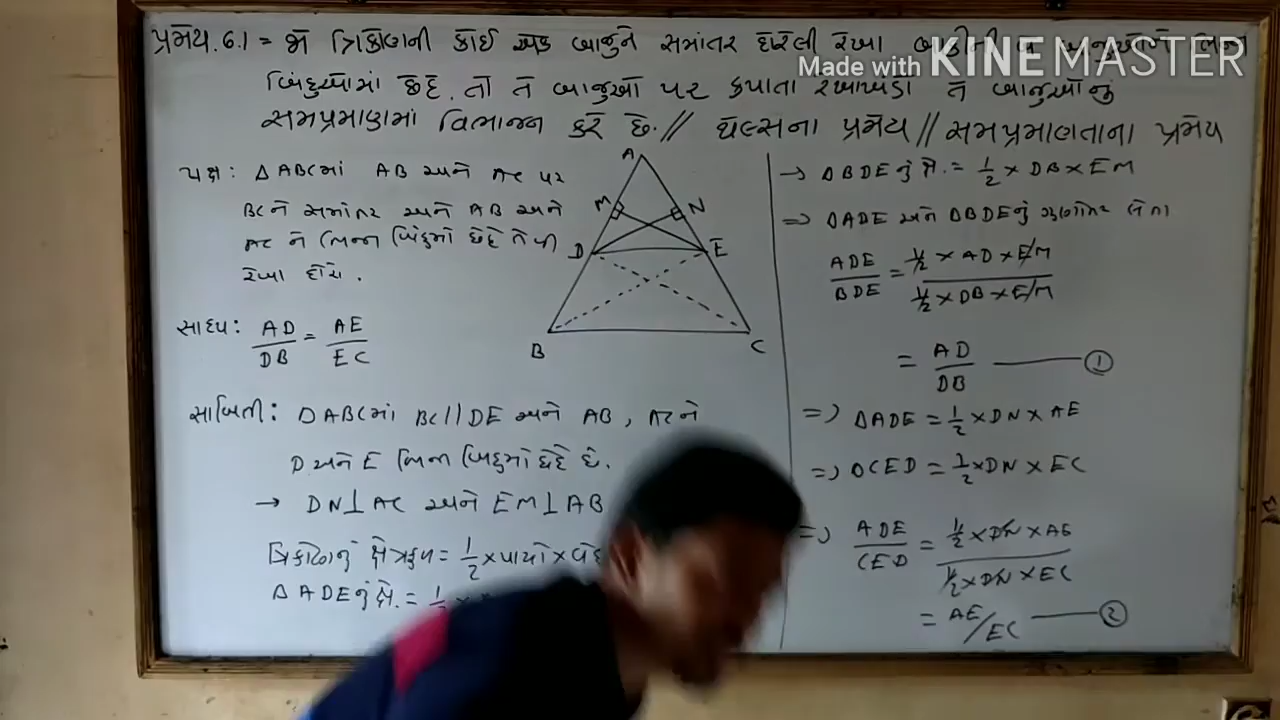 પ્રમેય. 6.1 = જો ત્રિકોણની કોઈ એક બાજુને સમાંતર દોરેલી રેખા બાકીની
Made with KINEMASTER
બિંદુઓમાં છેદે, તો તે બાજુઓ પર કપાતા રેખાખંડો તે બાજુઓનું
સમપ્રમાણમાં વિભાજન કરે છે. // થેલ્સના પ્રમેય // સમપ્રમાણતાના પ્રમેય
પક્ષ: ΔABCમાં AB અને AC પર
BCને સમાંતર અને AB અને
AC ને ભિન્ન બિંદુમાં છેદે તેવી
રેખા હોય.
સાધ્ય: AD/DB = AE/EC
A
M N
D E
B C
સાબિતી: ΔABCમાં BC//DE અને AB, ACને
D અને E ભિન્ન બિંદુમાં છેદે છે.
→ DN⊥AC અને EM⊥AB
ત્રિકોણનું ક્ષેત્રફળ = 1/2 × પાયો ×
Δ ADEનું ક્ષે. = 1/2 ×
→ ΔBDEનું ક્ષે. = 1/2 × DB × EM
⇒ ΔADE અને ΔBDEનું ગુણોત્તર લેતા
ADE/BDE = 1/2 × AD × EM / 1/2 × DB × EM
= AD/DB —— ①
⇒ ΔADE = 1/2 × DN × AE
⇒ ΔCED = 1/2 × DN × EC
⇒ ADE/CED = 1/2 × DN × AE / 1/2 × DN × EC
= AE/EC —— ②